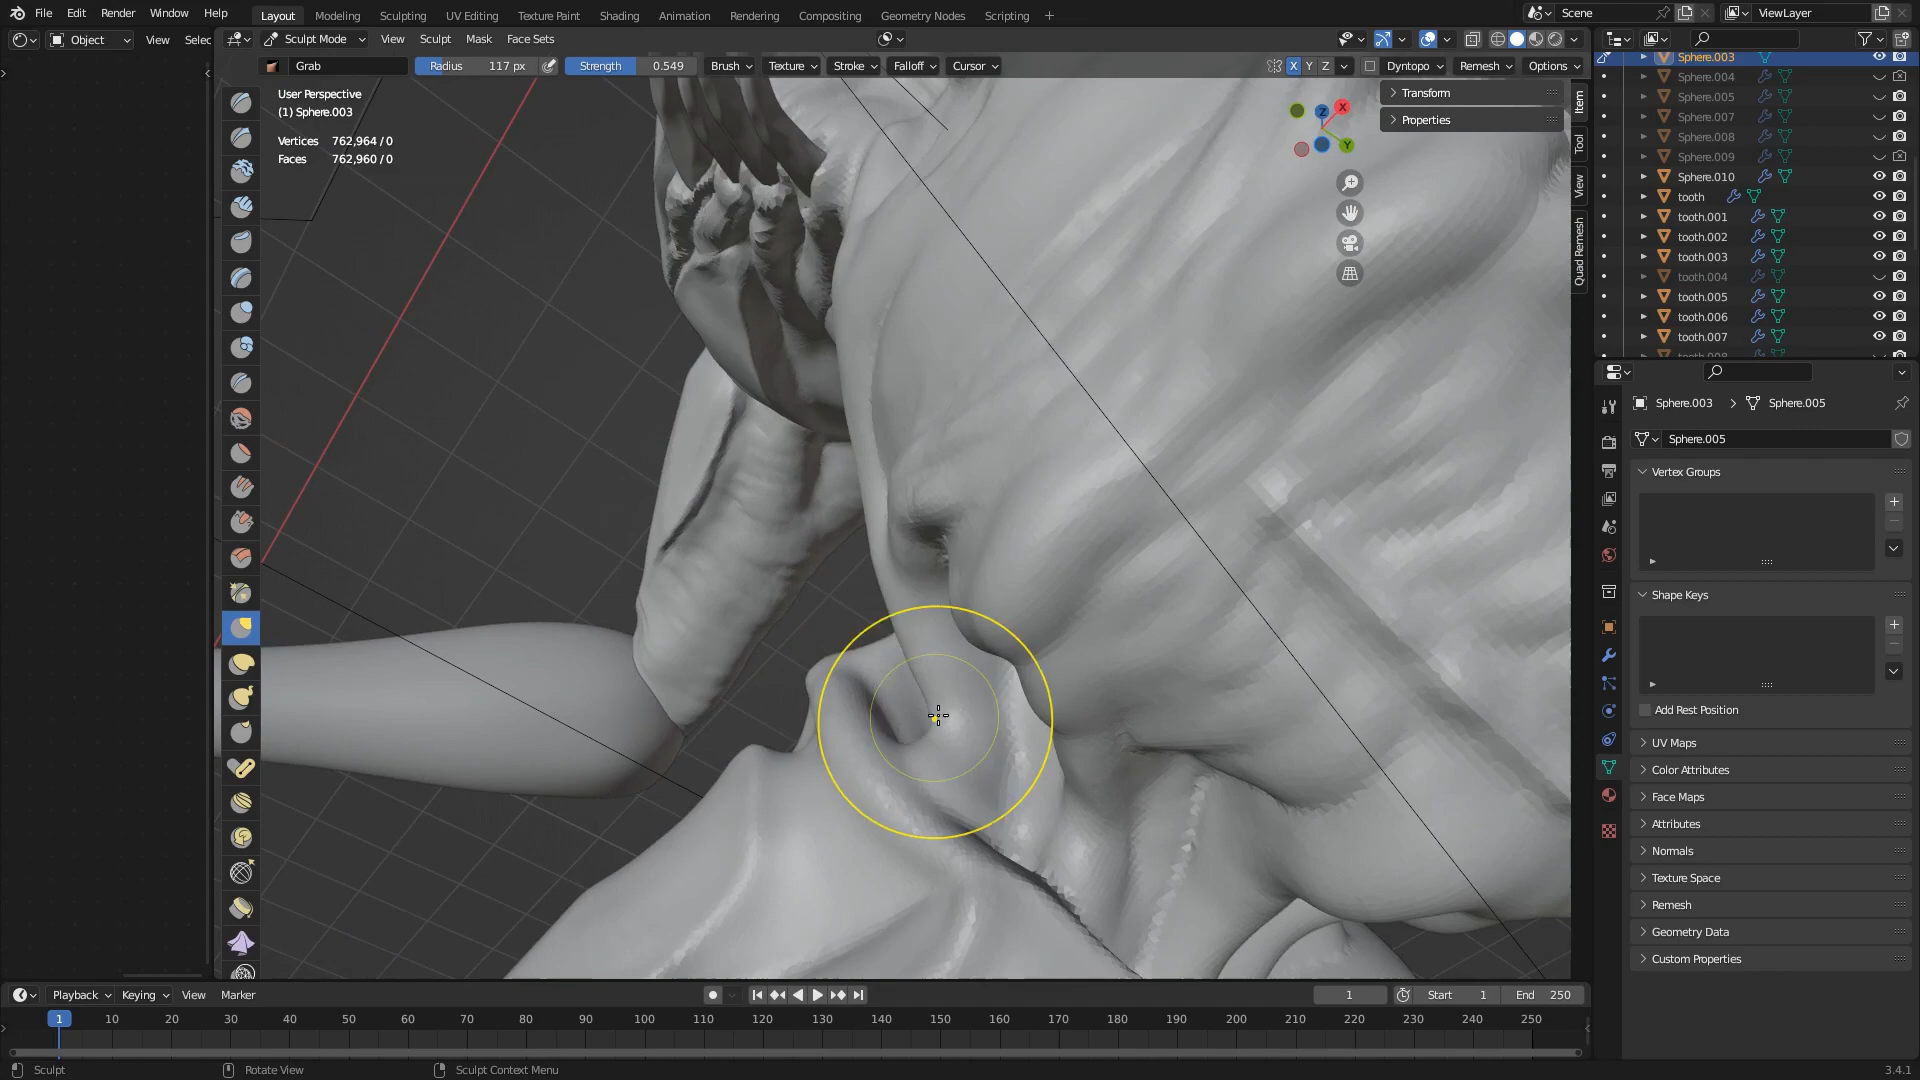 File Edit Render Window Help Layout Modeling Sculpting UV Editing Texture Paint Shading Animation Rendering Compositing Geometry Nodes Scripting Scene ViewLayer
Object View Selec Sculpt Mode View Sculpt Mask Face Sets
Grab Radius 117 px Strength 0.549 Brush Texture Stroke Falloff Cursor X Y Z Dyntopo Remesh Options
User Perspective
(1) Sphere.003
Vertices 762,964 / 0
Faces 762,960 / 0
Transform
Properties
Z X Y
Item
Tool
View
Quad Remesh
Sphere.003
Sphere.004
Sphere.005
Sphere.007
Sphere.008
Sphere.009
Sphere.010
tooth
tooth.001
tooth.002
tooth.003
tooth.004
tooth.005
tooth.006
tooth.007
Sphere.003 Sphere.005
Sphere.005
Vertex Groups
Shape Keys
Add Rest Position
UV Maps
Color Attributes
Face Maps
Attributes
Normals
Texture Space
Remesh
Geometry Data
Custom Properties
Playback Keying View Marker 1 Start 1 End 250
1 10 20 30 40 50 60 70 80 90 100 110 120 130 140 150 160 170 180 190 200 210 220 230 240 250
Sculpt Rotate View Sculpt Context Menu 3.4.1